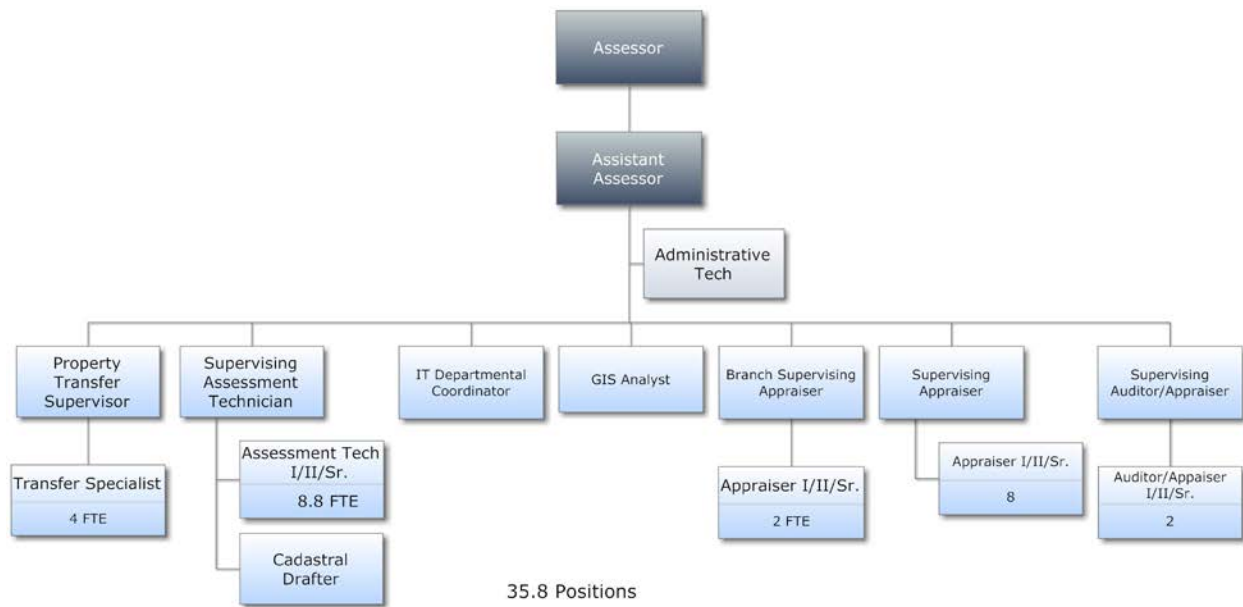 Assessor
Assistant
Assessor
Administrative
Tech
Property
Transfer
Supervisor
Supervising
Assessment
Technician
IT Departmental
Coordinator
GIS Analyst
Branch Supervising
Appraiser
Supervising
Appraiser
Supervising
Auditor/Appraiser
Transfer Specialist
4 FTE
Assessment Tech
I/II/Sr.
8.8 FTE
Cadastral
Drafter
Appraiser I/II/Sr.
2 FTE
Appraiser I/II/Sr.
8
Auditor/Appaiser
I/II/Sr.
2
35.8 Positions